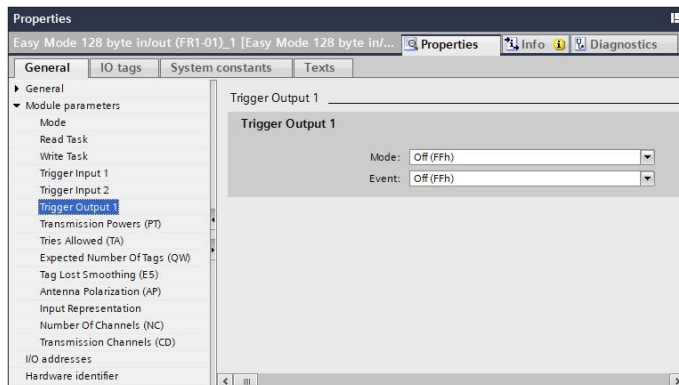 Properties
Easy Mode 128 byte in/out (FR1-01)_1 [Easy Mode 128 byte in/...
Properties
Info
Diagnostics
General
IO tags
System constants
Texts
General
Module parameters
Mode
Read Task
Write Task
Trigger Input 1
Trigger Input 2
Trigger Output 1
Transmission Powers (PT)
Tries Allowed (TA)
Expected Number Of Tags (QW)
Tag Lost Smoothing (E5)
Antenna Polarization (AP)
Input Representation
Number Of Channels (NC)
Transmission Channels (CD)
I/O addresses
Hardware identifier
Trigger Output 1
Trigger Output 1
Mode: Off (FFh)
Event: Off (FFh)